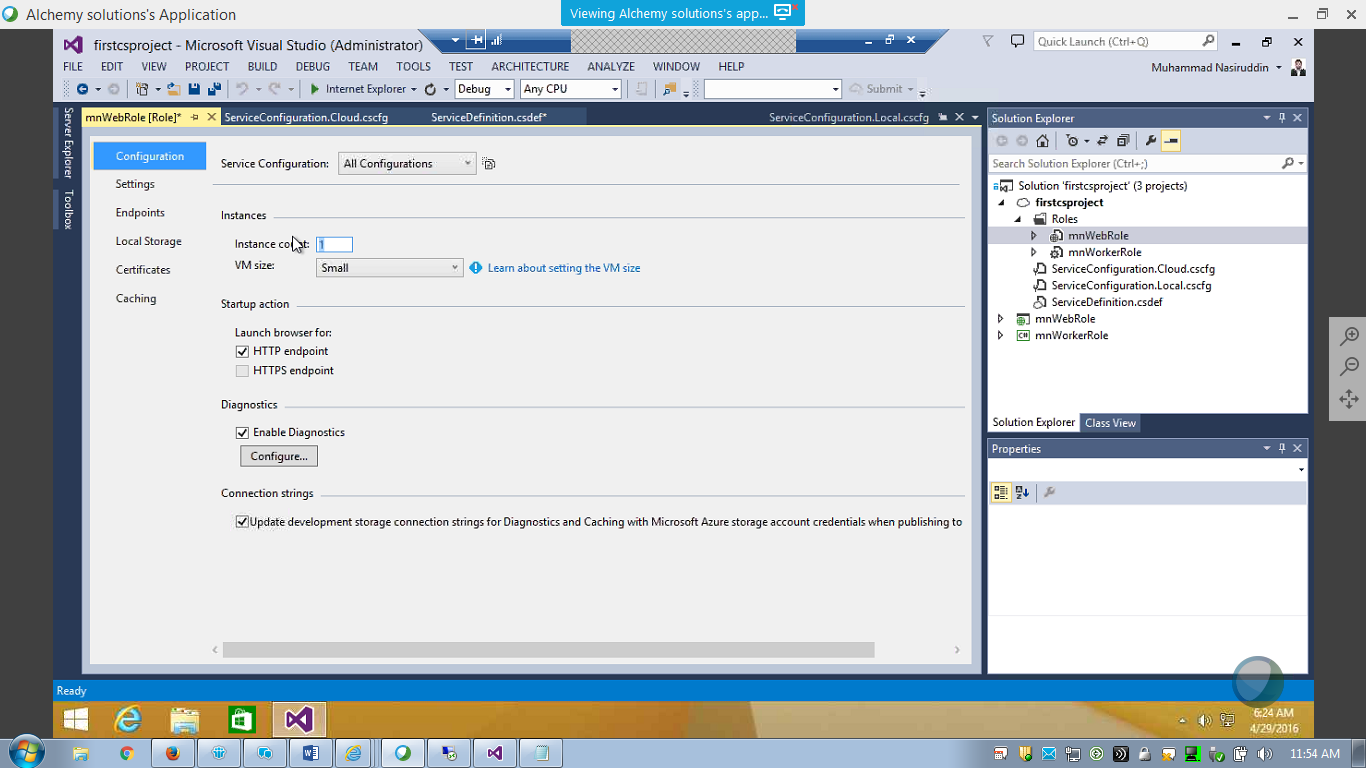 Alchemy solutions's Application
Viewing Alchemy solutions's app...
firstcsproject - Microsoft Visual Studio (Administrator)
Quick Launch (Ctrl+Q)
FILE EDIT VIEW PROJECT BUILD DEBUG TEAM TOOLS TEST ARCHITECTURE ANALYZE WINDOW HELP
Muhammad Nasiruddin
Internet Explorer Debug Any CPU Submit
Server Explorer
Toolbox
mnWebRole [Role]* ServiceConfiguration.Cloud.cscfg ServiceDefinition.csdef* ServiceConfiguration.Local.cscfg
Configuration
Settings
Endpoints
Local Storage
Certificates
Caching
Service Configuration: All Configurations
Instances
Instance count: 1
VM size: Small Learn about setting the VM size
Startup action
Launch browser for:
HTTP endpoint
HTTPS endpoint
Diagnostics
Enable Diagnostics
Configure...
Connection strings
Update development storage connection strings for Diagnostics and Caching with Microsoft Azure storage account credentials when publishing to
Solution Explorer
Search Solution Explorer (Ctrl+;)
Solution 'firstcsproject' (3 projects)
firstcsproject
Roles
mnWebRole
mnWorkerRole
ServiceConfiguration.Cloud.cscfg
ServiceConfiguration.Local.cscfg
ServiceDefinition.csdef
mnWebRole
C# mnWorkerRole
Solution Explorer Class View
Properties
Ready
6:24 AM
4/29/2016
11:54 AM